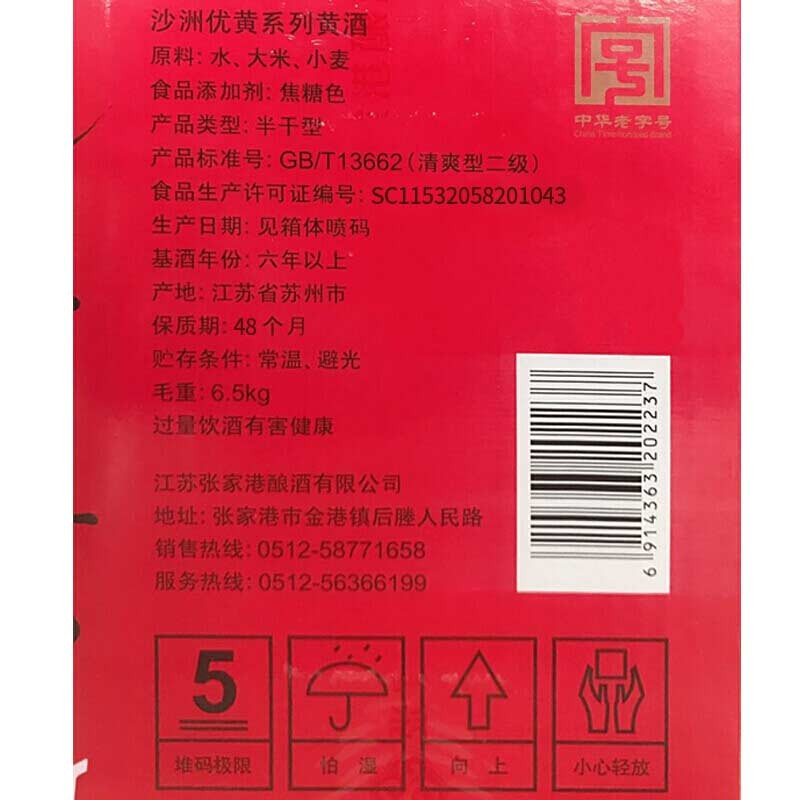 沙洲优黄系列黄酒
中华老字号
China Time-honored Brand
原料: 水、大米、小麦
食品添加剂: 焦糖色
产品类型: 半干型
产品标准号: GB/T13662(清爽型二级)
食品生产许可证编号: SC11532058201043
生产日期: 见箱体喷码
基酒年份: 六年以上
产地: 江苏省苏州市
保质期: 48个月
贮存条件: 常温、避光
毛重: 6.5kg
过量饮酒有害健康
6 914363 202237
江苏张家港酿酒有限公司
地址: 张家港市金港镇后塍人民路
销售热线: 0512-58771658
服务热线: 0512-56366199
5
堆码极限
怕 湿
向 上
小心轻放